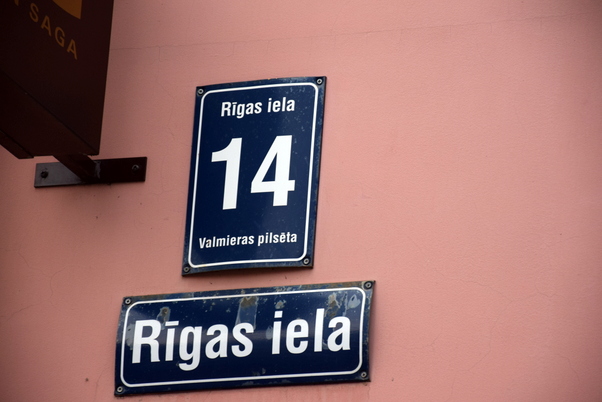 SAGA
Rīgas iela
14
Valmieras pilsēta
Rīgas iela